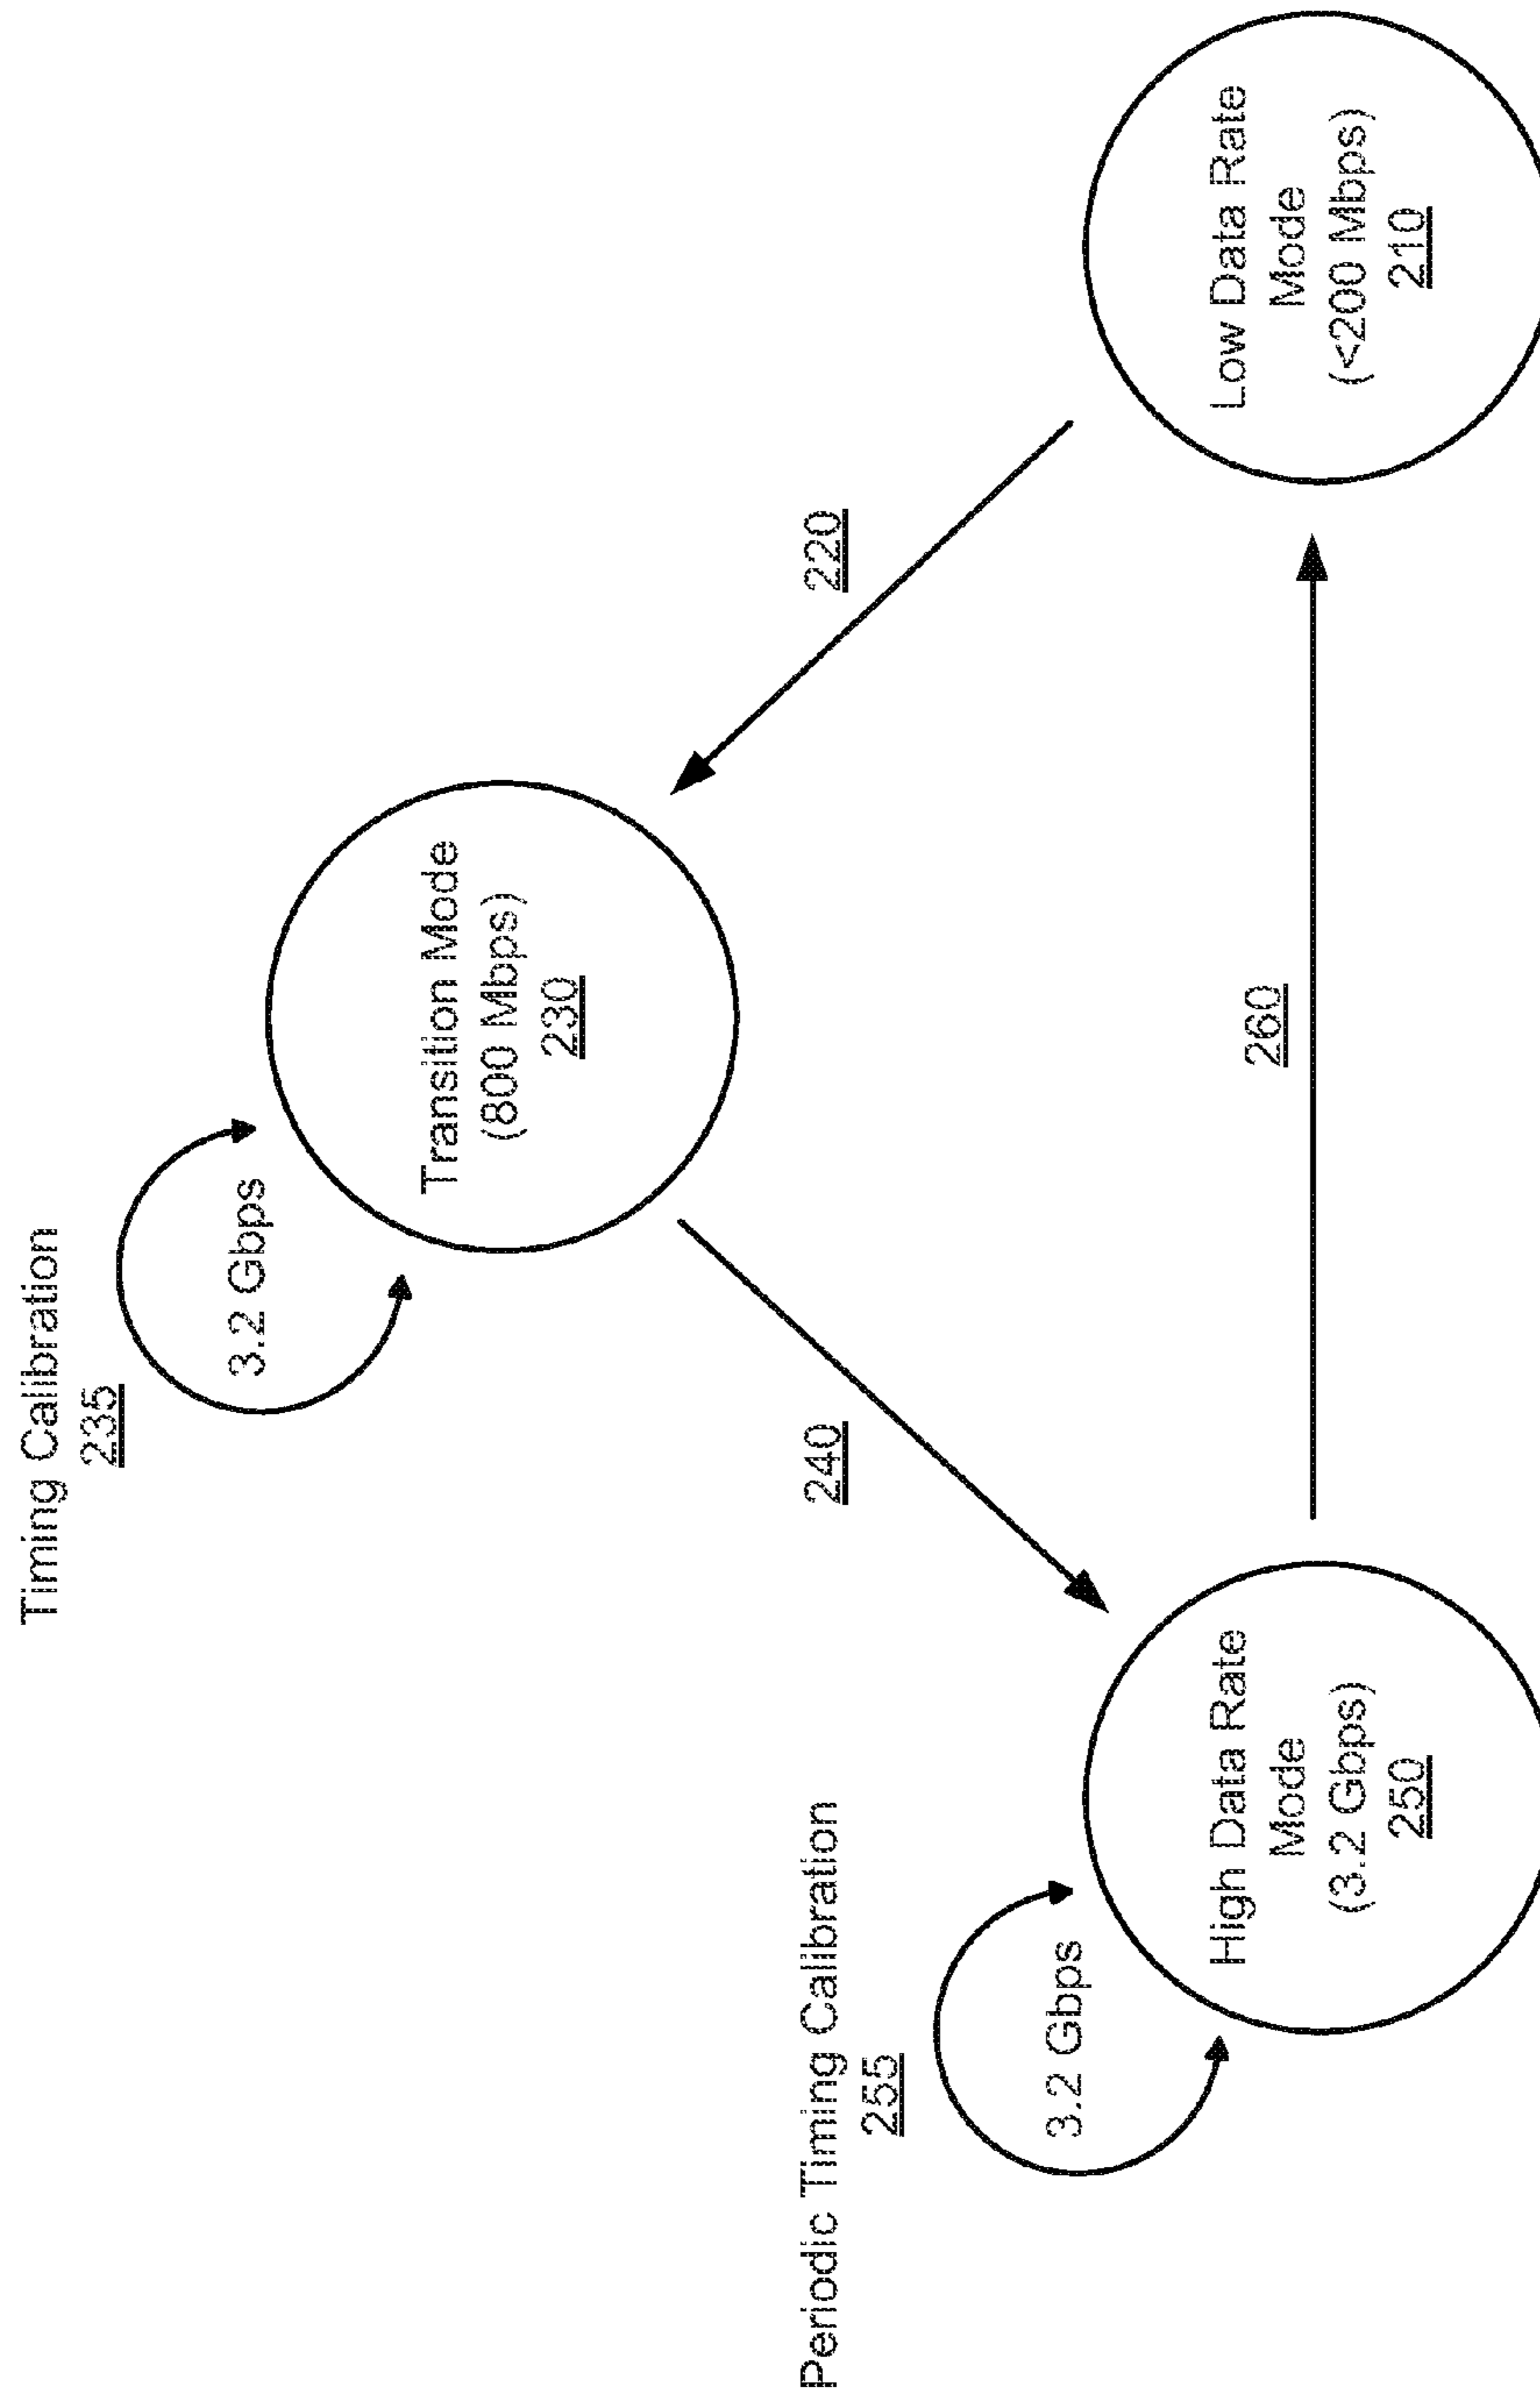 Timing Calibration
235
3.2 Gbps
Transition Mode
(800 Mbps)
230
Periodic Timing Calibration
255
240
220
3.2 Gbps
High Data Rate
Mode
(3.2 Gbps)
250
260
Low Data Rate
Mode
(<200 Mbps)
210